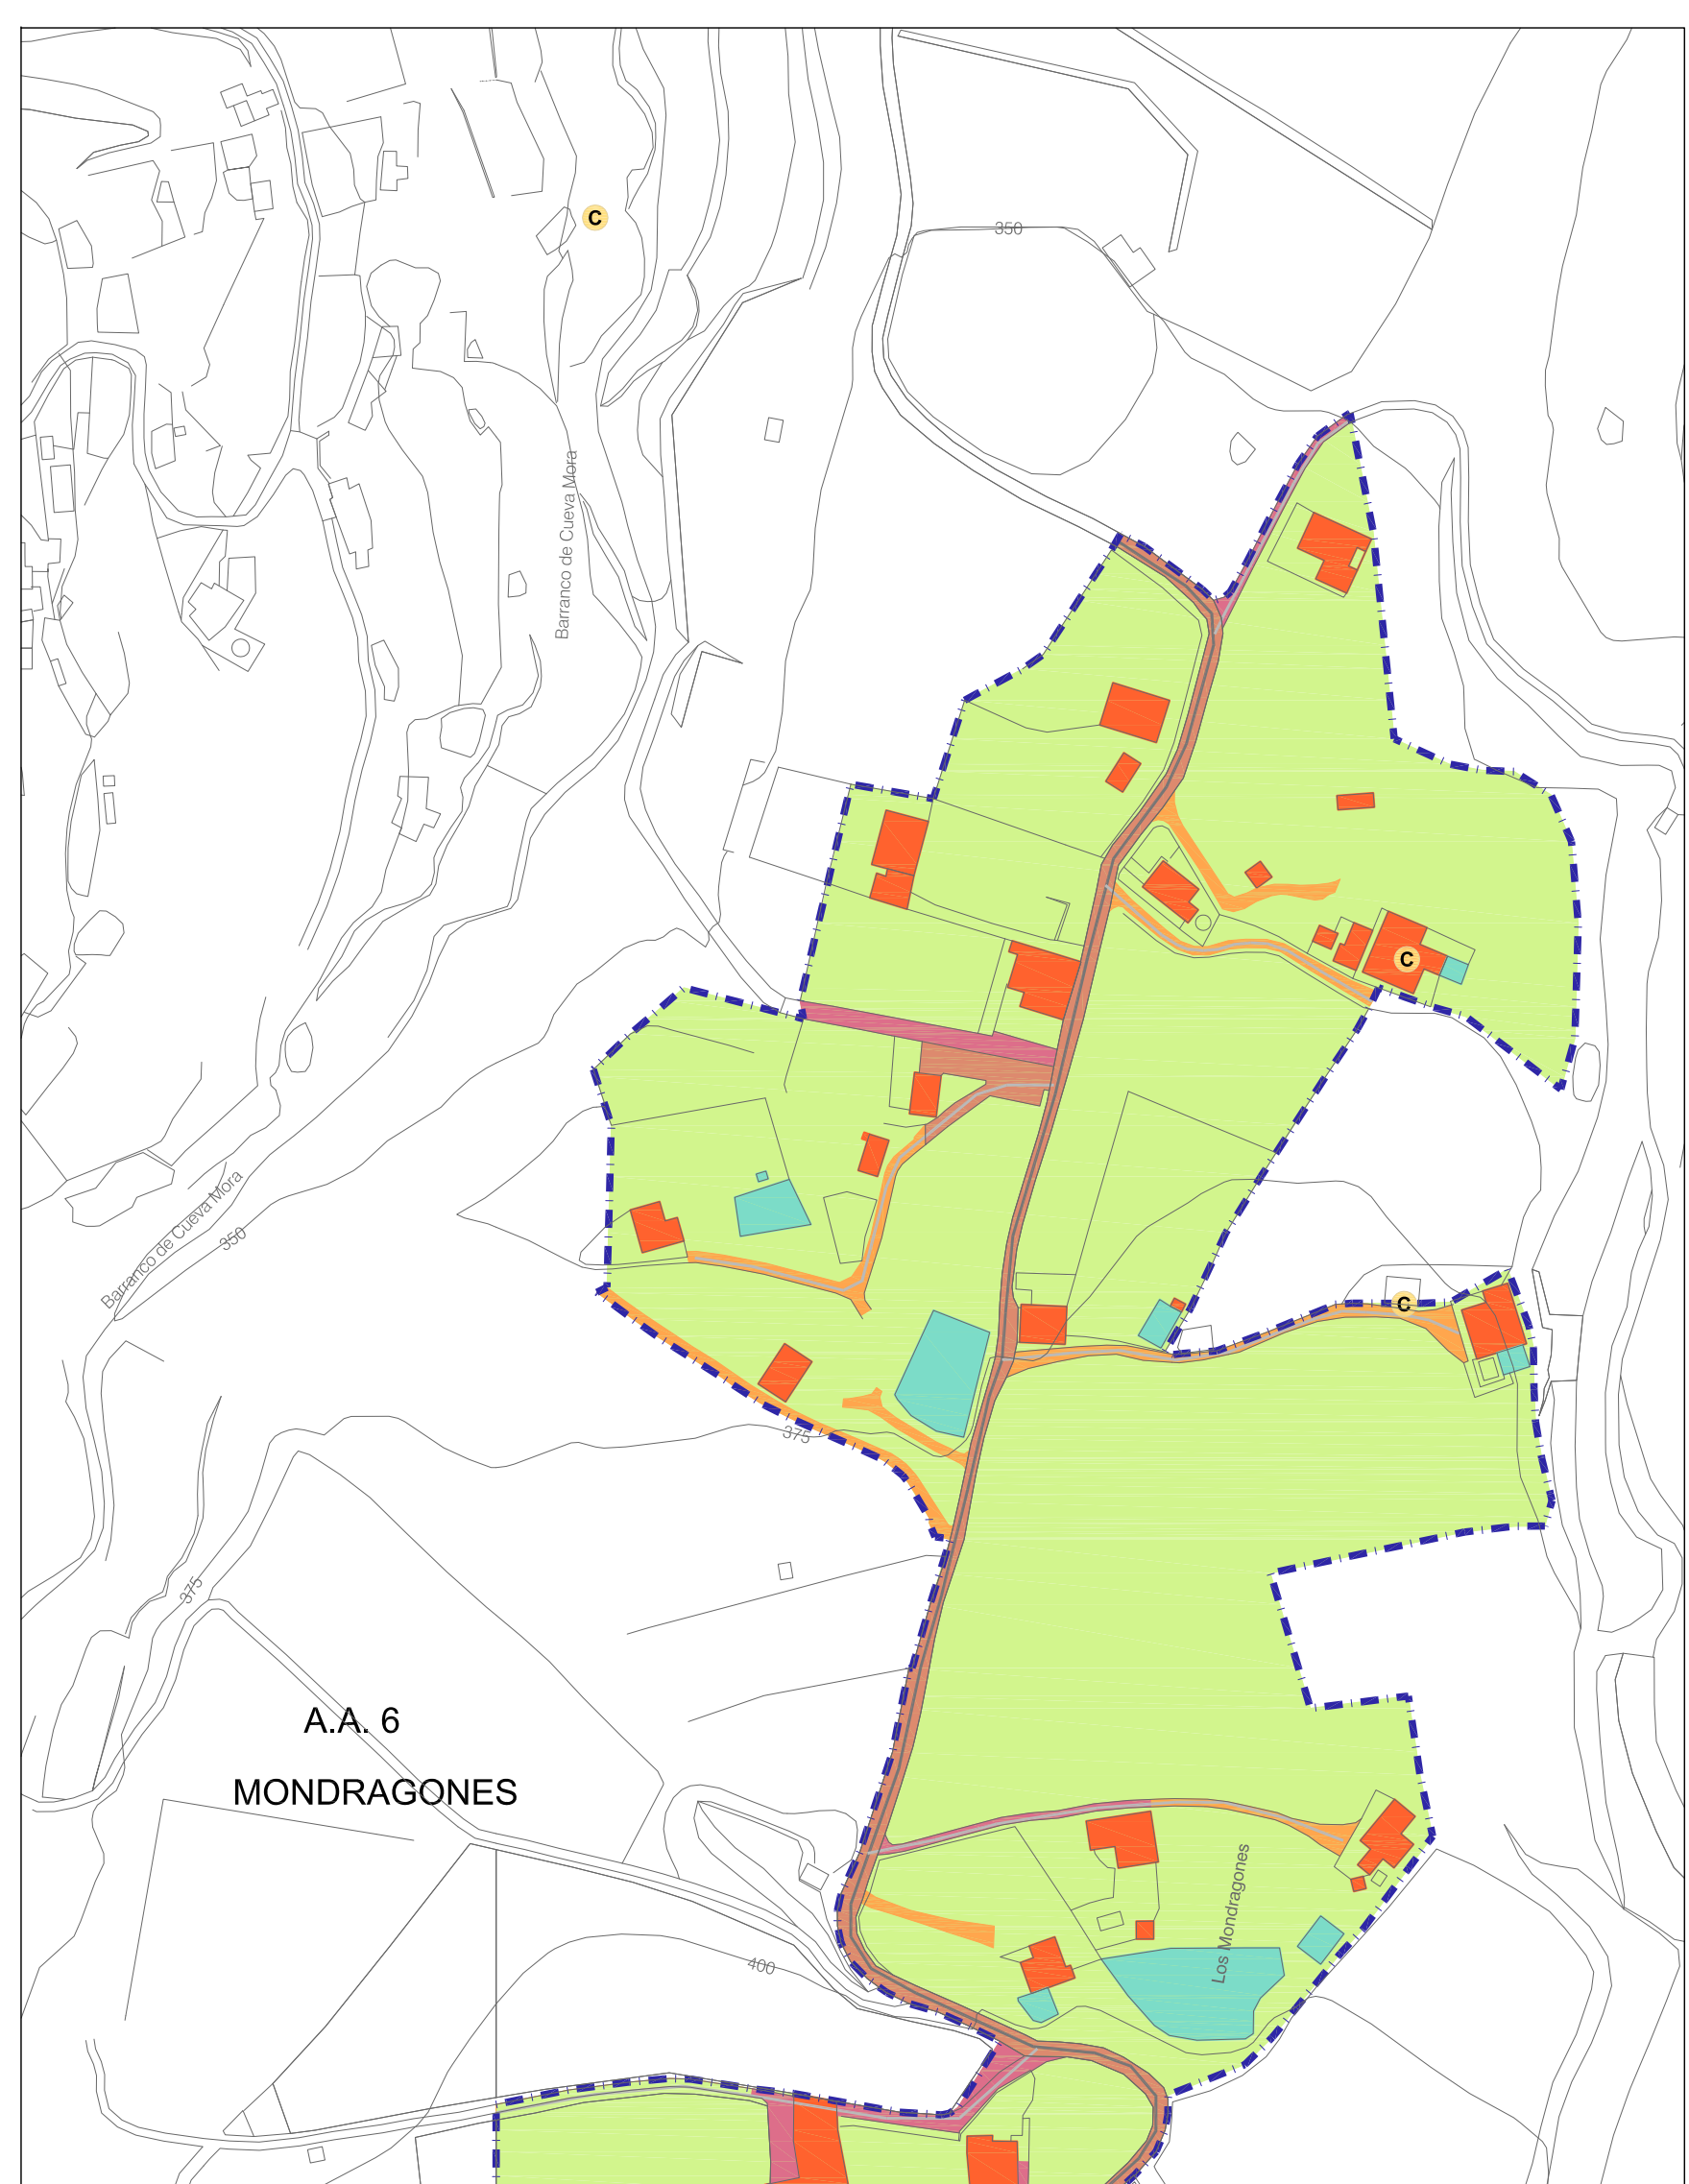 C
350
Barranco de Cueva Mora
C
Barranco de Cueva Mora
350
C
375
375
A.A. 6
MONDRAGONES
Los Mondragones
400